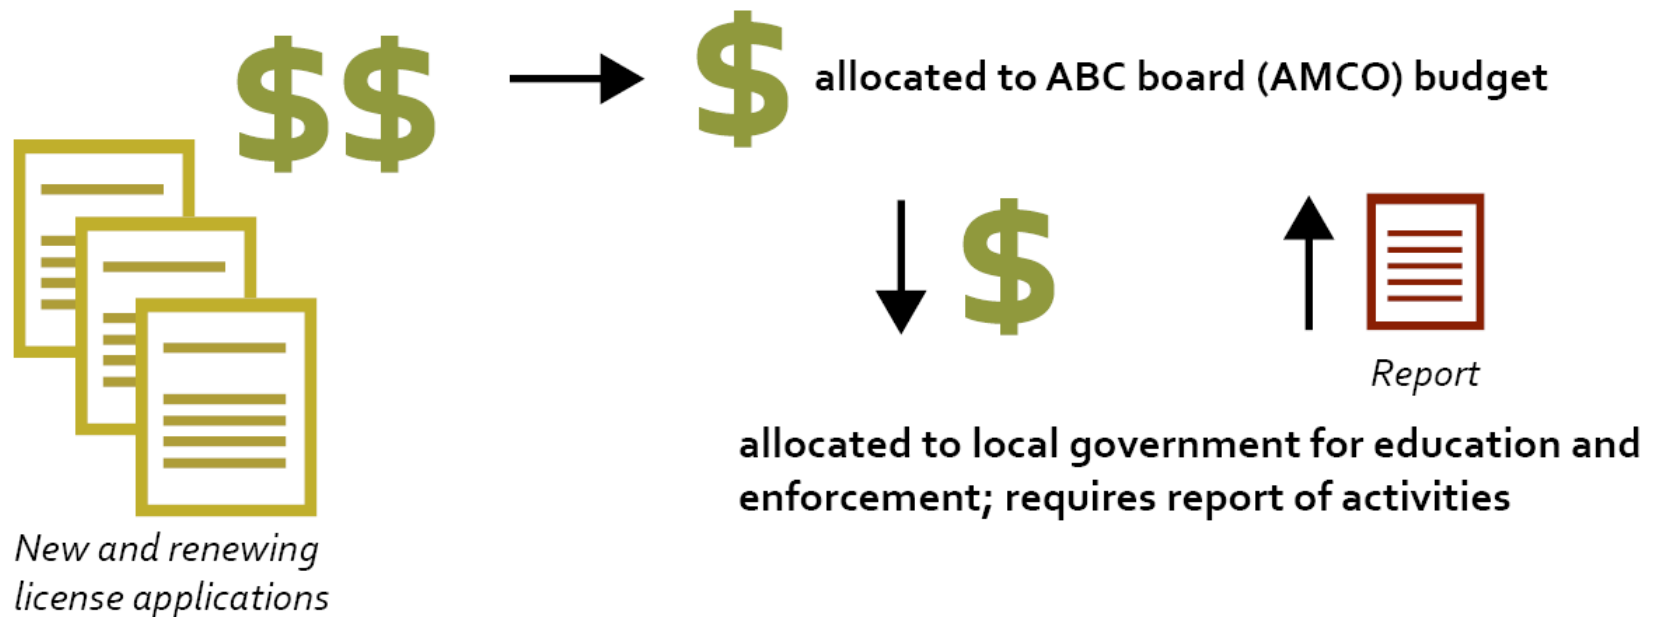 $$
$ allocated to ABC board (AMCO) budget
$
Report
allocated to local government for education and
enforcement; requires report of activities
New and renewing
license applications